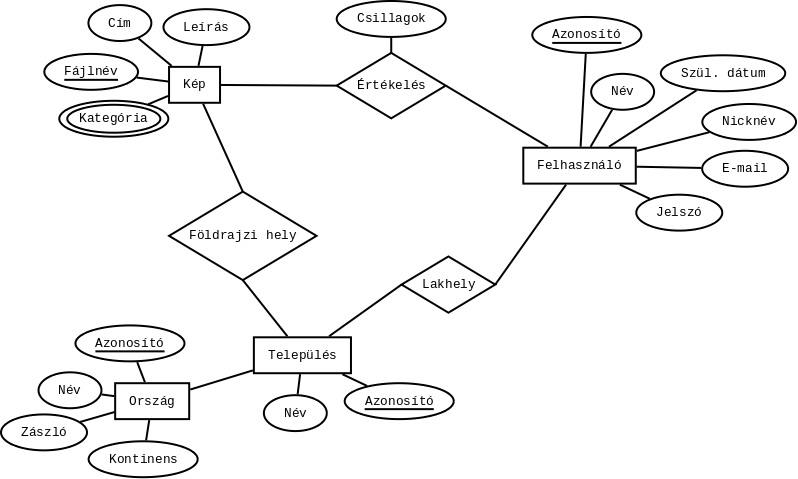 Csillagok
Cím
Leírás
Azonosító
Fájlnév
Kép
Értékelés
Név
Szül. dátum
Kategória
Nicknév
Felhasználó
E-mail
Jelszó
Földrajzi hely
Lakhely
Azonosító
Település
Név
Ország
Azonosító
Név
Zászló
Kontinens